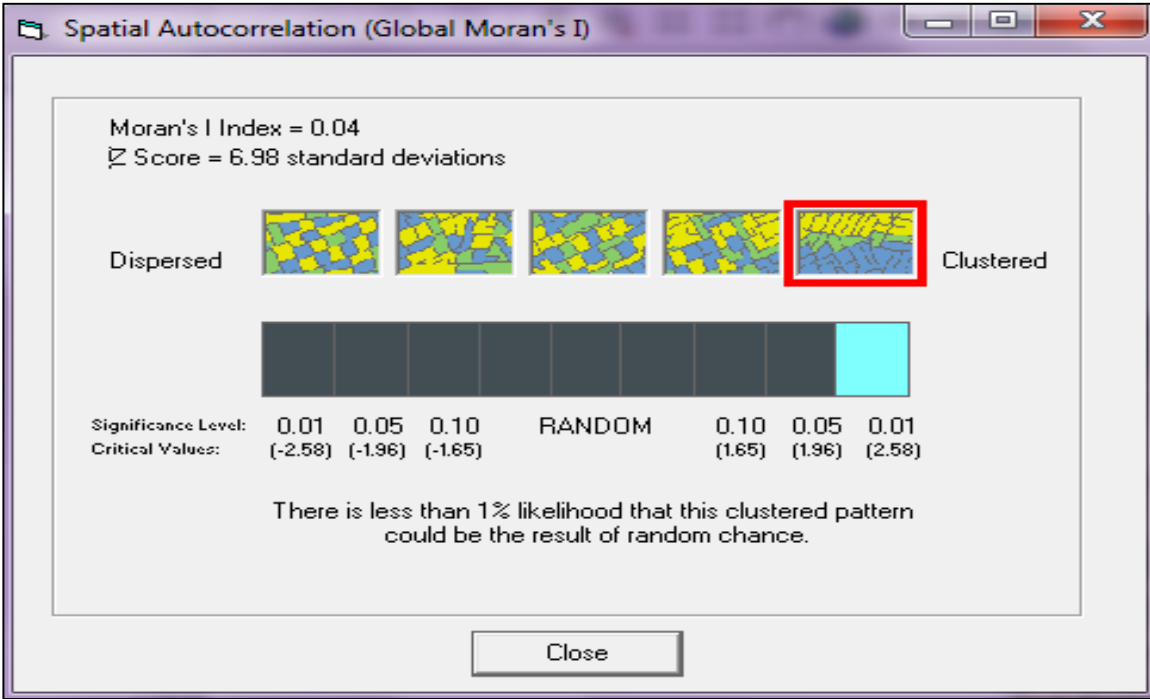 Spatial Autocorrelation (Global Moran's I)
Moran's I Index = 0.04
Z Score = 6.98 standard deviations
Dispersed
Clustered
Significance Level: 0.01 0.05 0.10 RANDOM 0.10 0.05 0.01
Critical Values: (-2.58) (-1.96) (-1.65) (1.65) (1.96) (2.58)
There is less than 1% likelihood that this clustered pattern
could be the result of random chance.
Close